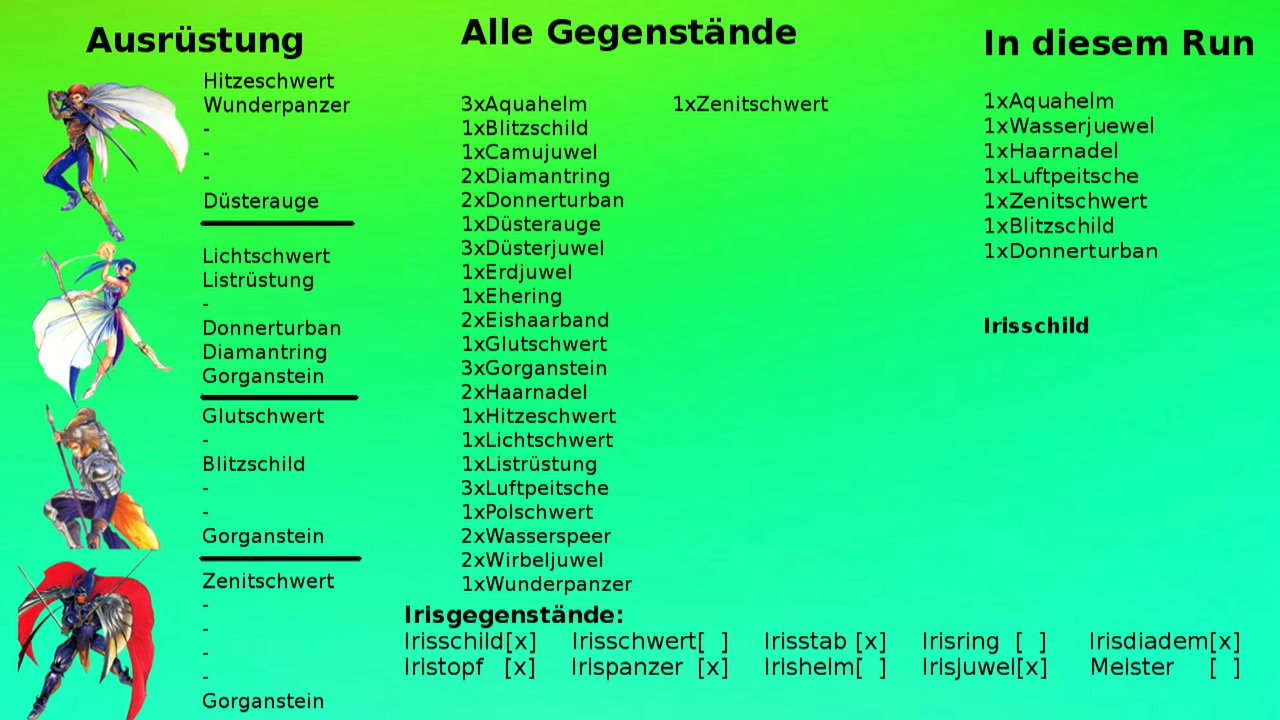 Ausrüstung
Hitzeschwert
Wunderpanzer
-
-
-
Düsterauge
Lichtschwert
Listrüstung
-
Donnerturban
Diamantring
Gorganstein
Glutschwert
-
Blitzschild
-
-
Gorganstein
Zenitschwert
-
-
-
-
Gorganstein
Alle Gegenstände
3xAquahelm
1xBlitzschild
1xCamujuwel
2xDiamantring
2xDonnerturban
1xDüsterauge
3xDüsterjuwel
1xErdjuwel
1xEhering
2xEishaarband
1xGlutschwert
3xGorganstein
2xHaarnadel
1xHitzeschwert
1xLichtschwert
1xListrüstung
3xLuftpeitsche
1xPolschwert
2xWasserspeer
2xWirbeljuwel
1xWunderpanzer
1xZenitschwert
In diesem Run
1xAquahelm
1xWasserjuewel
1xHaarnadel
1xLuftpeitsche
1xZenitschwert
1xBlitzschild
1xDonnerturban
Irisschild
Irisgegenstände:
Irisschild[x] Irisschwert[ ] Irisstab [x] Irisring [ ] Irisdiadem[x]
Iristopf [x] Irispanzer [x] Irishelm[ ] Irisjuwel[x] Meister [ ]